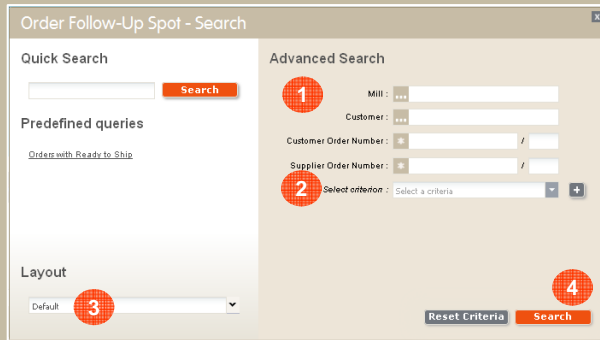 Order Follow-Up Spot - Search
x
Quick Search
Search
Predefined queries
Orders with Ready to Ship
Layout
Default
3
Advanced Search
1
Mill : ...
Customer : ...
Customer Order Number : * /
Supplier Order Number : * /
2
Select criterion : Select a criteria +
4
Reset Criteria Search